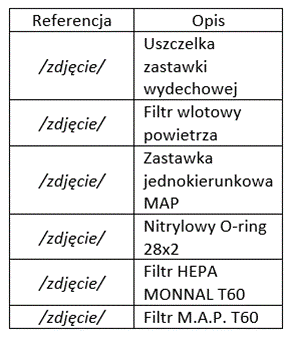 Referencja Opis
/zdjęcie/ Uszczelka
zastawki
wydechowej
/zdjęcie/ Filtr wlotowy
powietrza
/zdjęcie/ Zastawka
jednokierunkowa
MAP
/zdjęcie/ Nitrylowy O-ring
28x2
/zdjęcie/ Filtr HEPA
MONNAL T60
/zdjęcie/ Filtr M.A.P. T60